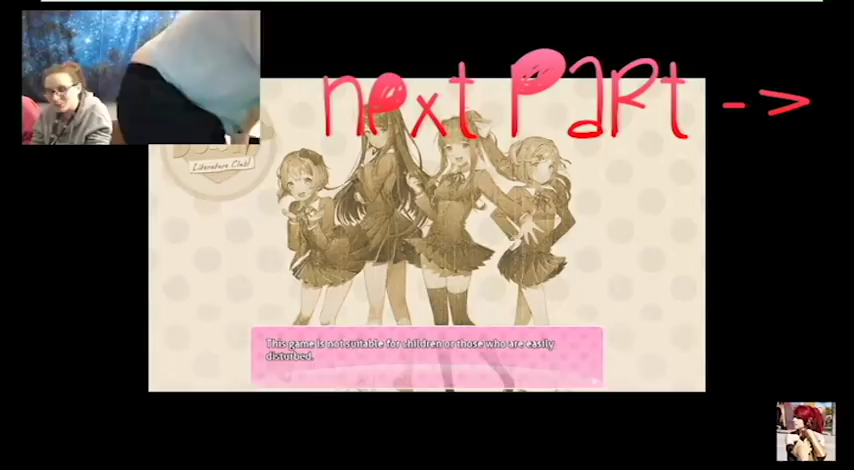 next Part ->
Literature Club!
This game is not suitable for children or those who are easily
disturbed.